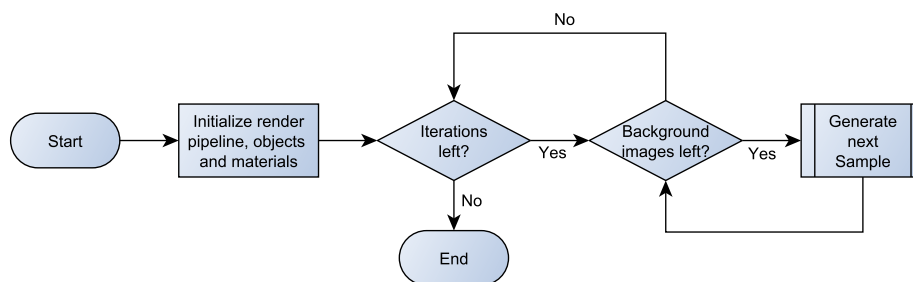 No
Start
Initialize render
pipeline, objects
and materials
Iterations
left?
Yes
Background
images left?
Yes
Generate
next
Sample
No
End